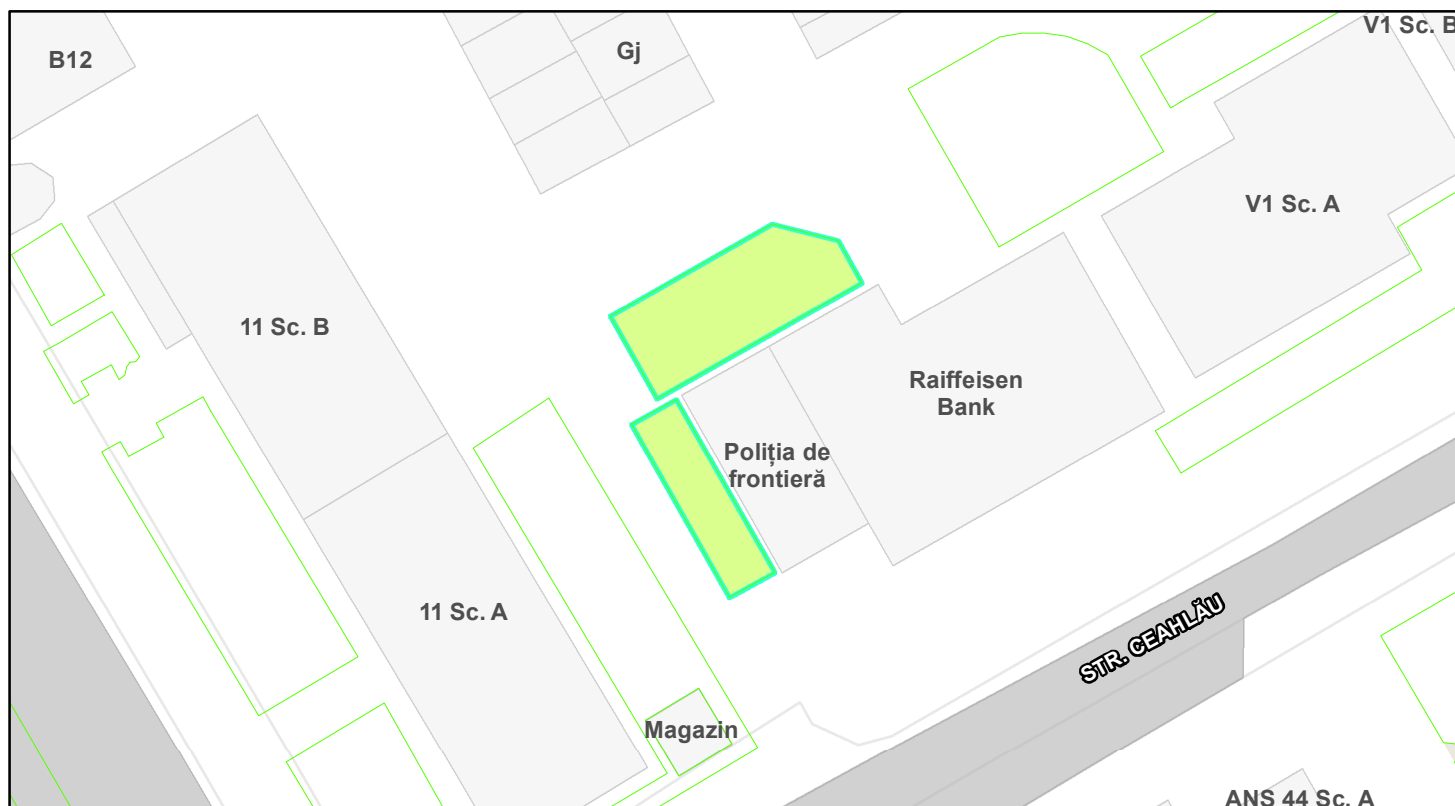 V1 Sc. B
B12
Gj
V1 Sc. A
11 Sc. B
Raiffeisen
Bank
Poliția de
frontieră
11 Sc. A
STR. CEAHLĂU
Magazin
ANS 44 Sc. A